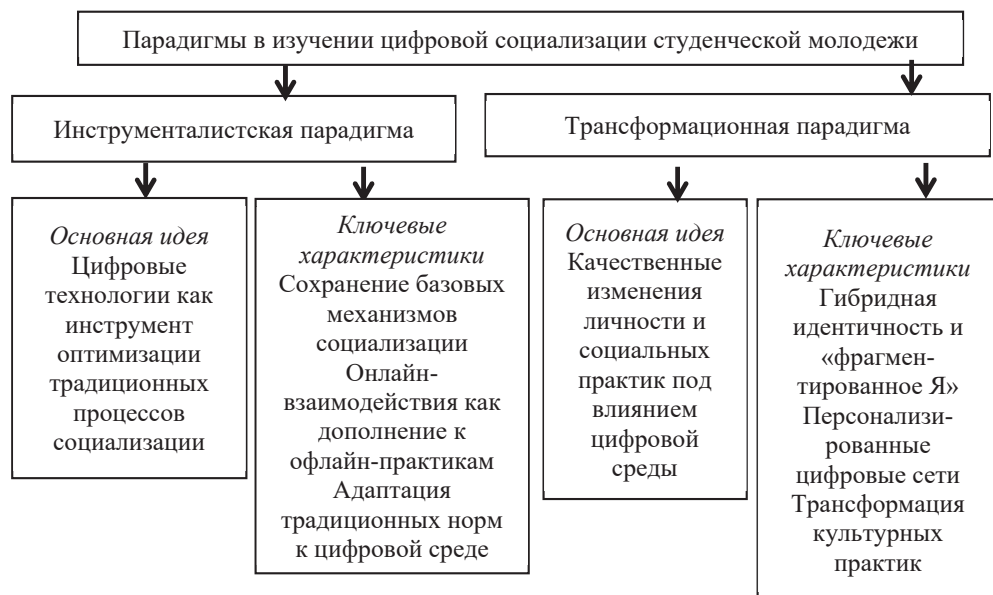 Парадигмы в изучении цифровой социализации студенческой молодежи
Инструменталистская парадигма
Трансформационная парадигма
Основная идея
Цифровые
технологии как
инструмент
оптимизации
традиционных
процессов
социализации
Ключевые
характеристики
Сохранение базовых
механизмов
социализации
Онлайн-
взаимодействия как
дополнение к
офлайн-практикам
Адаптация
традиционных норм
к цифровой среде
Основная идея
Качественные
изменения
личности и
социальных
практик под
влиянием
цифровой
среды
Ключевые
характеристики
Гибридная
идентичность и
«фрагмен-
тированное Я»
Персонализи-
рованные
цифровые сети
Трансформация
культурных
практик